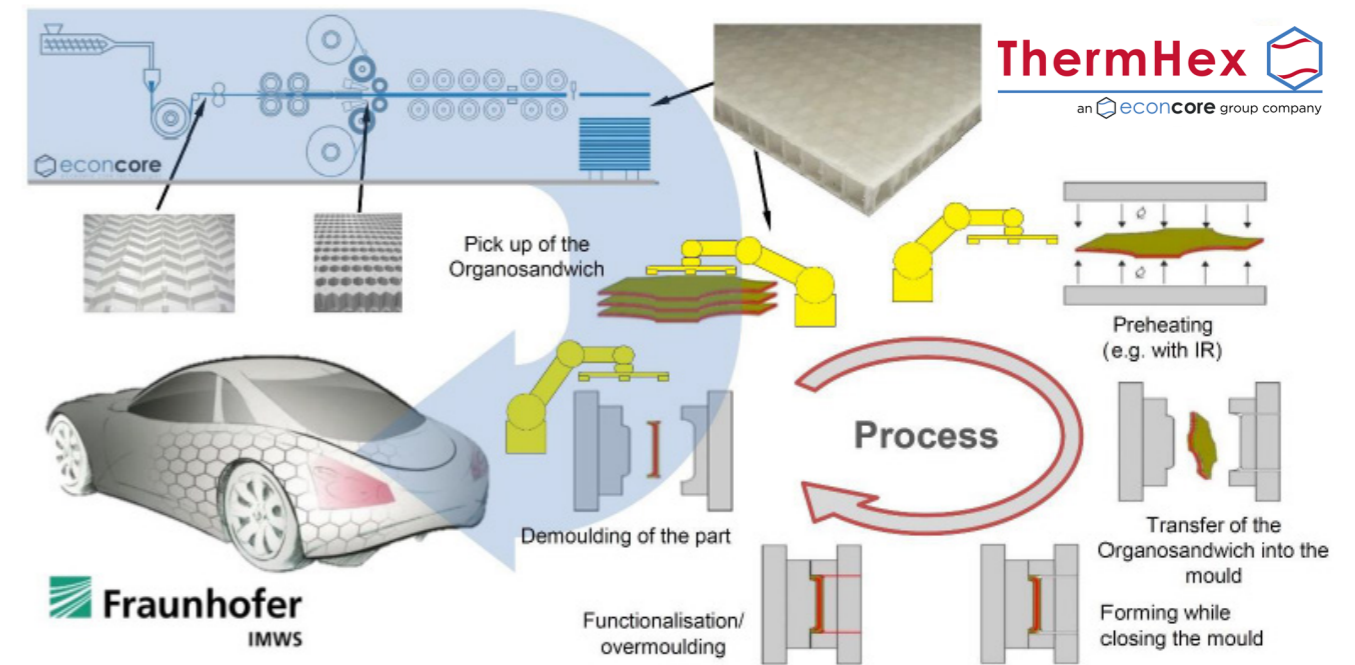 ThermHex
an econcore group company
econcore
Pick up of the
Organosandwich
Q
Q
Preheating
(e.g. with IR)
Process
Transfer of the
Organosandwich into the
mould
Demoulding of the part
Functionalisation/
overmoulding
Forming while
closing the mould
Fraunhofer
IMWS